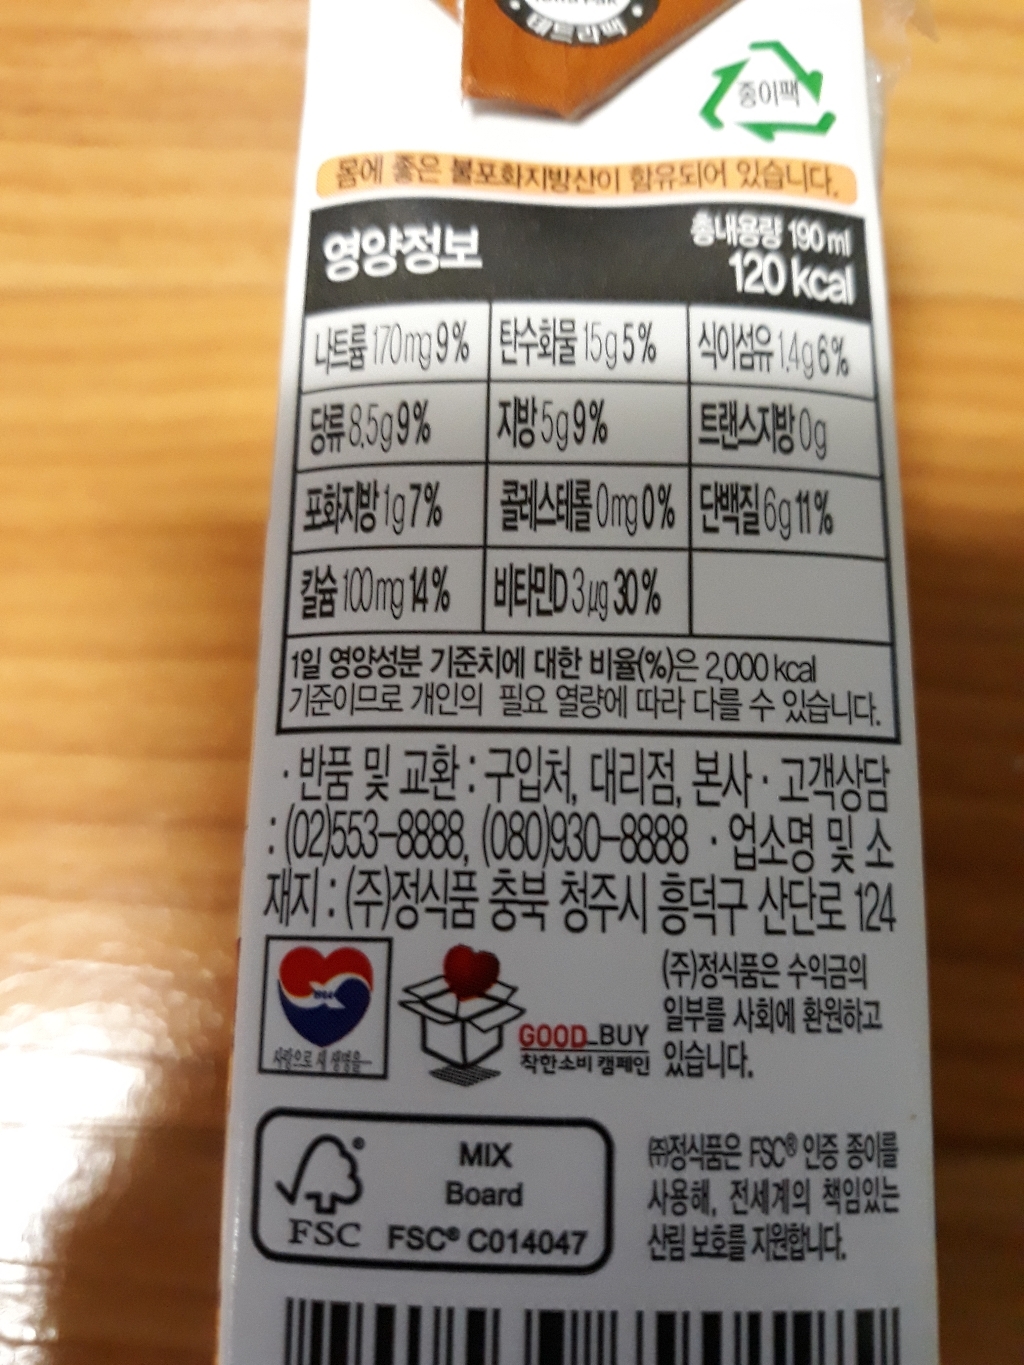 테트라팩
종이팩
몸에 좋은 불포화지방산이 함유되어 있습니다.
영양정보
총내용량 190 ml
120 kcal
나트륨 170mg 9% 탄수화물 15g 5% 식이섬유 1.4g 6%
당류 8.5g 9% 지방 5g 9% 트랜스지방 0g
포화지방 1g 7% 콜레스테롤 0mg 0% 단백질 6g 11%
칼슘 100mg 14% 비타민D 3㎍ 30%
1일 영양성분 기준치에 대한 비율(%)은 2,000 kcal
기준이므로 개인의 필요 열량에 따라 다를 수 있습니다.
· 반품 및 교환 : 구입처, 대리점, 본사 · 고객상담
: (02)553-8888, (080)930-8888 · 업소명 및 소
재지 : (주)정식품 충북 청주시 흥덕구 산단로 124
사랑으로 새 생명을
GOOD_BUY
착한소비 캠페인
(주)정식품은 수익금의
일부를 사회에 환원하고
있습니다.
FSC
MIX
Board
FSC® C014047
㈜정식품은 FSC® 인증 종이를
사용해, 전세계의 책임있는
산림 보호를 지원합니다.